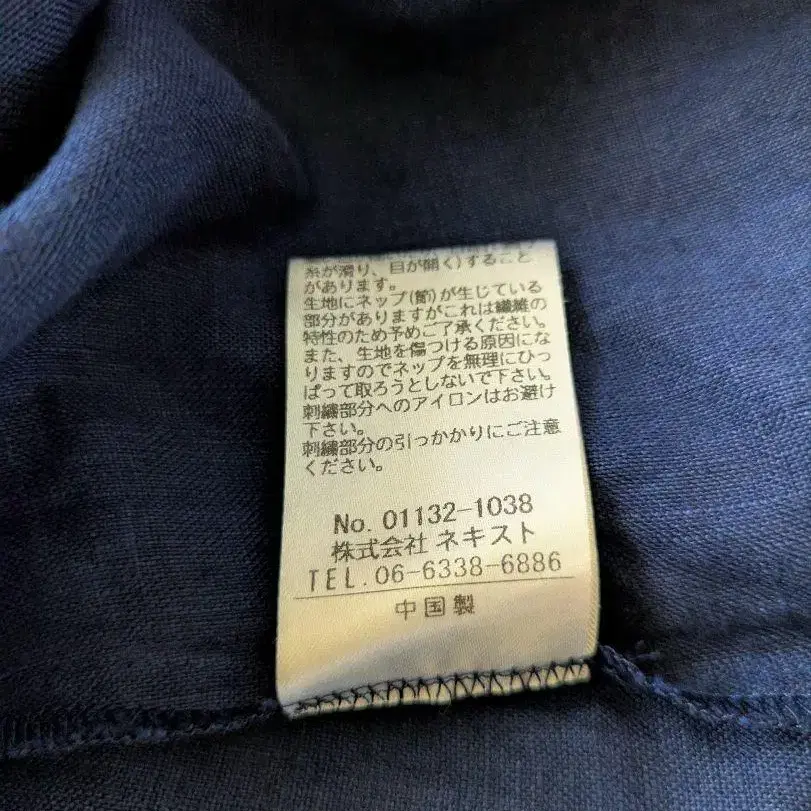 糸が滑り、目が開く)すること
があります。
生地にネップ(節)が生じている
部分がありますがこれは繊維の
特性のため予めご了承ください。
また、生地を傷つける原因にな
りますのでネップを無理にひっ
ぱって取ろうとしないで下さい。
刺繍部分へのアイロンはお避け
下さい。
刺繍部分の引っかかりにご注意
ください。
No. 01132-1038
株式会社 ネキスト
TEL. 06-6338-6886
中国製